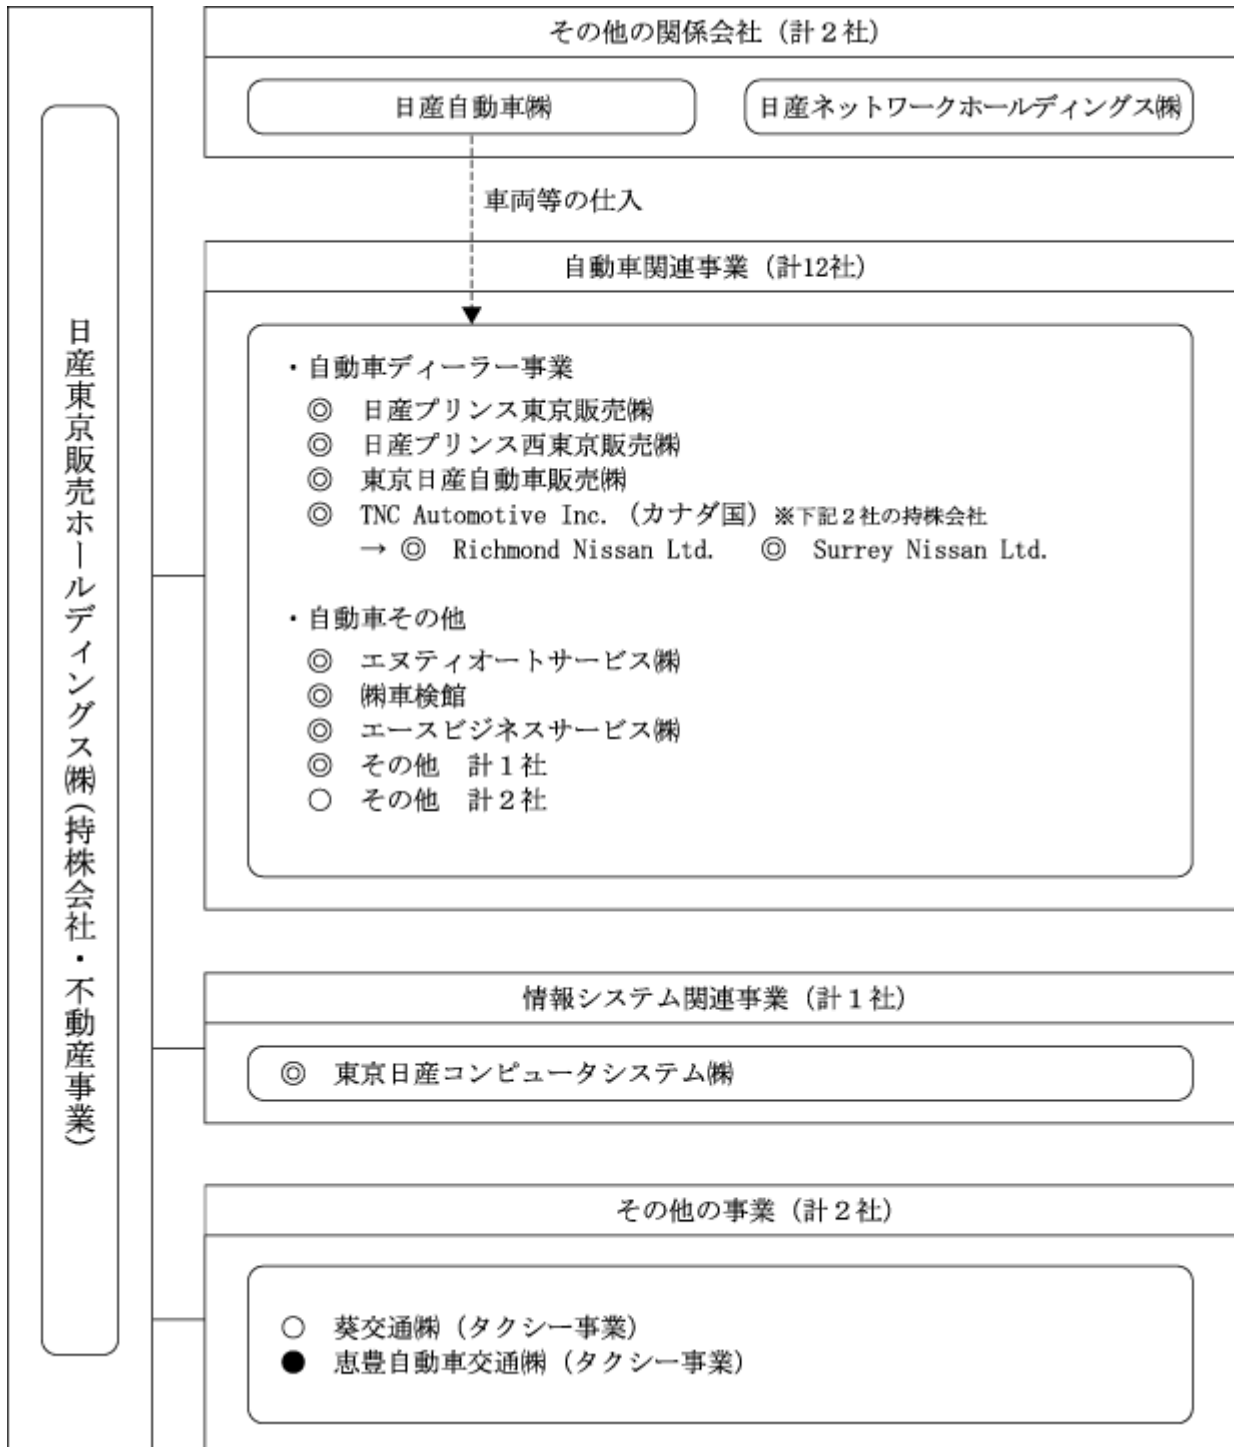 日産東京販売ホールディングス㈱(持株会社・不動産事業)
その他の関係会社（計２社）
日産自動車㈱
日産ネットワークホールディングス㈱
車両等の仕入
自動車関連事業（計12社）
・自動車ディーラー事業
◎　日産プリンス東京販売㈱
◎　日産プリンス西東京販売㈱
◎　東京日産自動車販売㈱
◎　TNC Automotive Inc.（カナダ国）※下記２社の持株会社
→ ◎　Richmond Nissan Ltd.　◎　Surrey Nissan Ltd.
・自動車その他
◎　エヌティオートサービス㈱
◎　㈱車検館
◎　エースビジネスサービス㈱
◎　その他　計１社
○　その他　計２社
情報システム関連事業（計１社）
◎　東京日産コンピュータシステム㈱
その他の事業（計２社）
○　葵交通㈱（タクシー事業）
●　恵豊自動車交通㈱（タクシー事業）